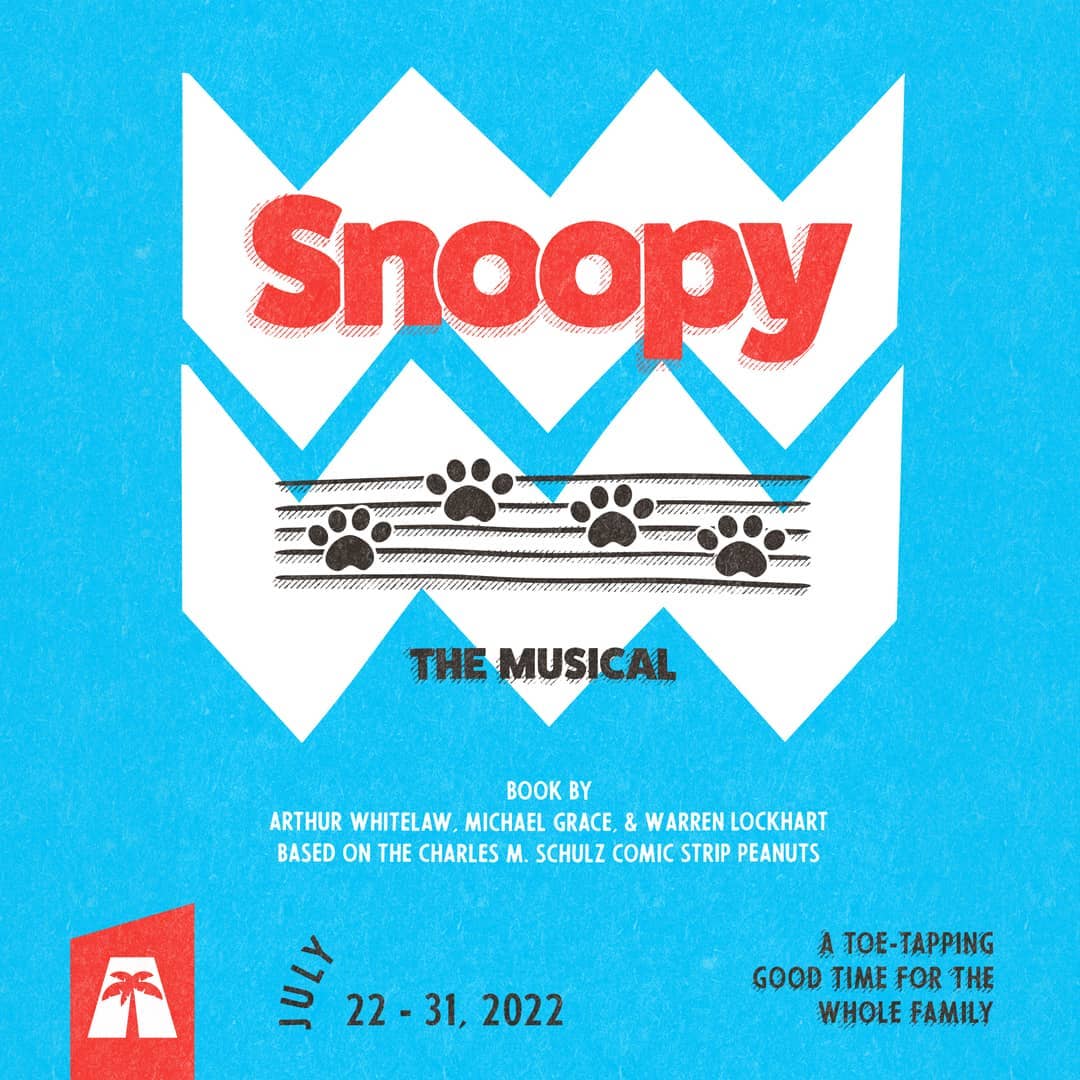 Snoopy
THE MUSICAL
BOOK BY
ARTHUR WHITELAW, MICHAEL GRACE, & WARREN LOCKHART
BASED ON THE CHARLES M. SCHULZ COMIC STRIP PEANUTS
JULY
22 - 31, 2022
A TOE-TAPPING
GOOD TIME FOR THE
WHOLE FAMILY